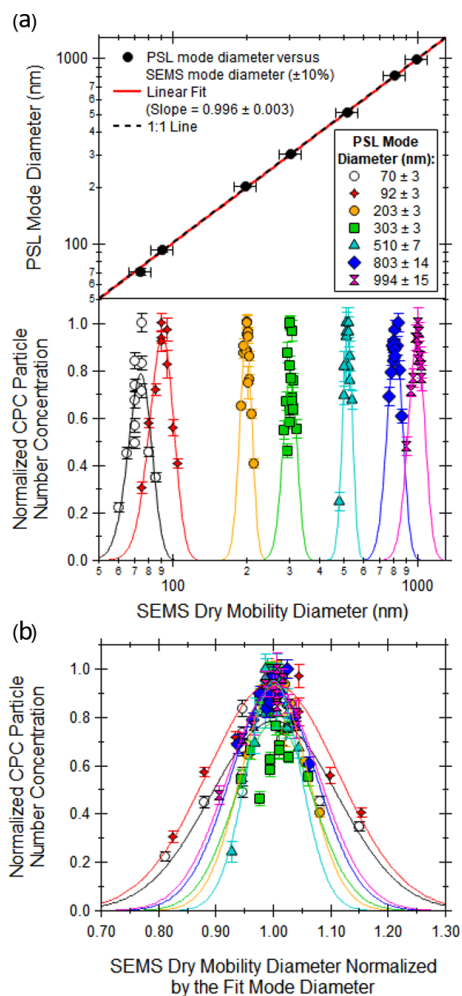 (a)
1000
9
8
7
6
5
4
3
2
100
9
8
7
6
5
PSL Mode Diameter (nm)
PSL mode diameter versus
SEMS mode diameter (±10%)
Linear Fit
(Slope = 0.996 ± 0.003)
1:1 Line
PSL Mode
Diameter (nm):
70 ± 3
92 ± 3
203 ± 3
303 ± 3
510 ± 7
803 ± 14
994 ± 15
Normalized CPC Particle
Number Concentration
1.0
0.8
0.6
0.4
0.2
0.0
5 6 7 8 9 100 2 3 4 5 6 7 8 9 1000
SEMS Dry Mobility Diameter (nm)
(b)
Normalized CPC Particle
Number Concentration
1.0
0.8
0.6
0.4
0.2
0.0
0.70 0.80 0.90 1.00 1.10 1.20 1.30
SEMS Dry Mobility Diameter Normalized
by the Fit Mode Diameter